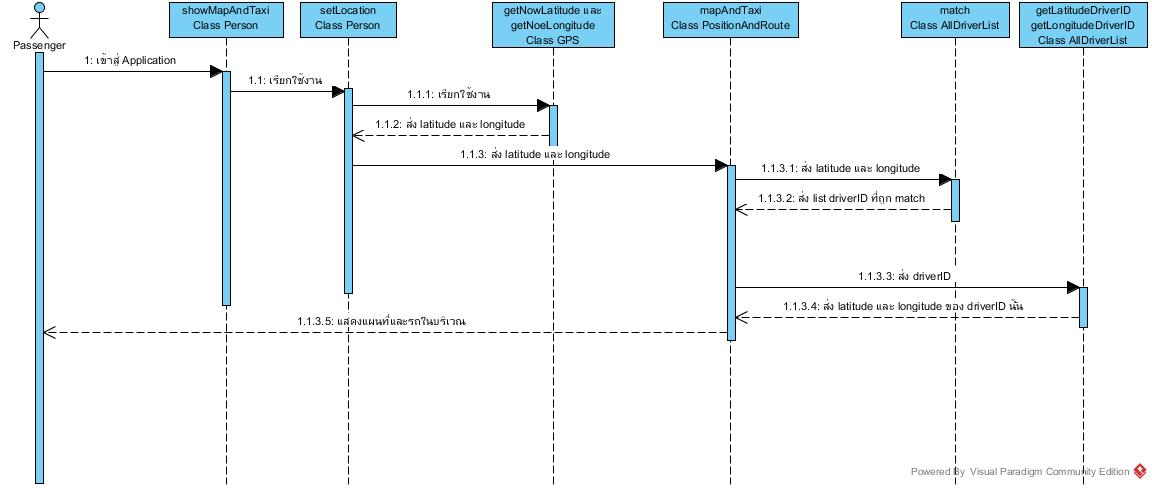 Passenger
showMapAndTaxi
Class Person
setLocation
Class Person
getNowLatitude และ
getNoeLongitude
Class GPS
mapAndTaxi
Class PositionAndRoute
match
Class AllDriverList
getLatitudeDriverID
getLongitudeDriverID
Class AllDriverList
1: เข้าสู่ Application
1.1: เรียกใช้งาน
1.1.1: เรียกใช้งาน
1.1.2: ส่ง latitude และ longitude
1.1.3: ส่ง latitude และ longitude
1.1.3.1: ส่ง latitude และ longitude
1.1.3.2: ส่ง list driverID ที่ถูก match
1.1.3.3: ส่ง driverID
1.1.3.4: ส่ง latitude และ longitude ของ driverID นั้น
1.1.3.5: แสดงแผนที่และรถในบริเวณ
Powered By Visual Paradigm Community Edition